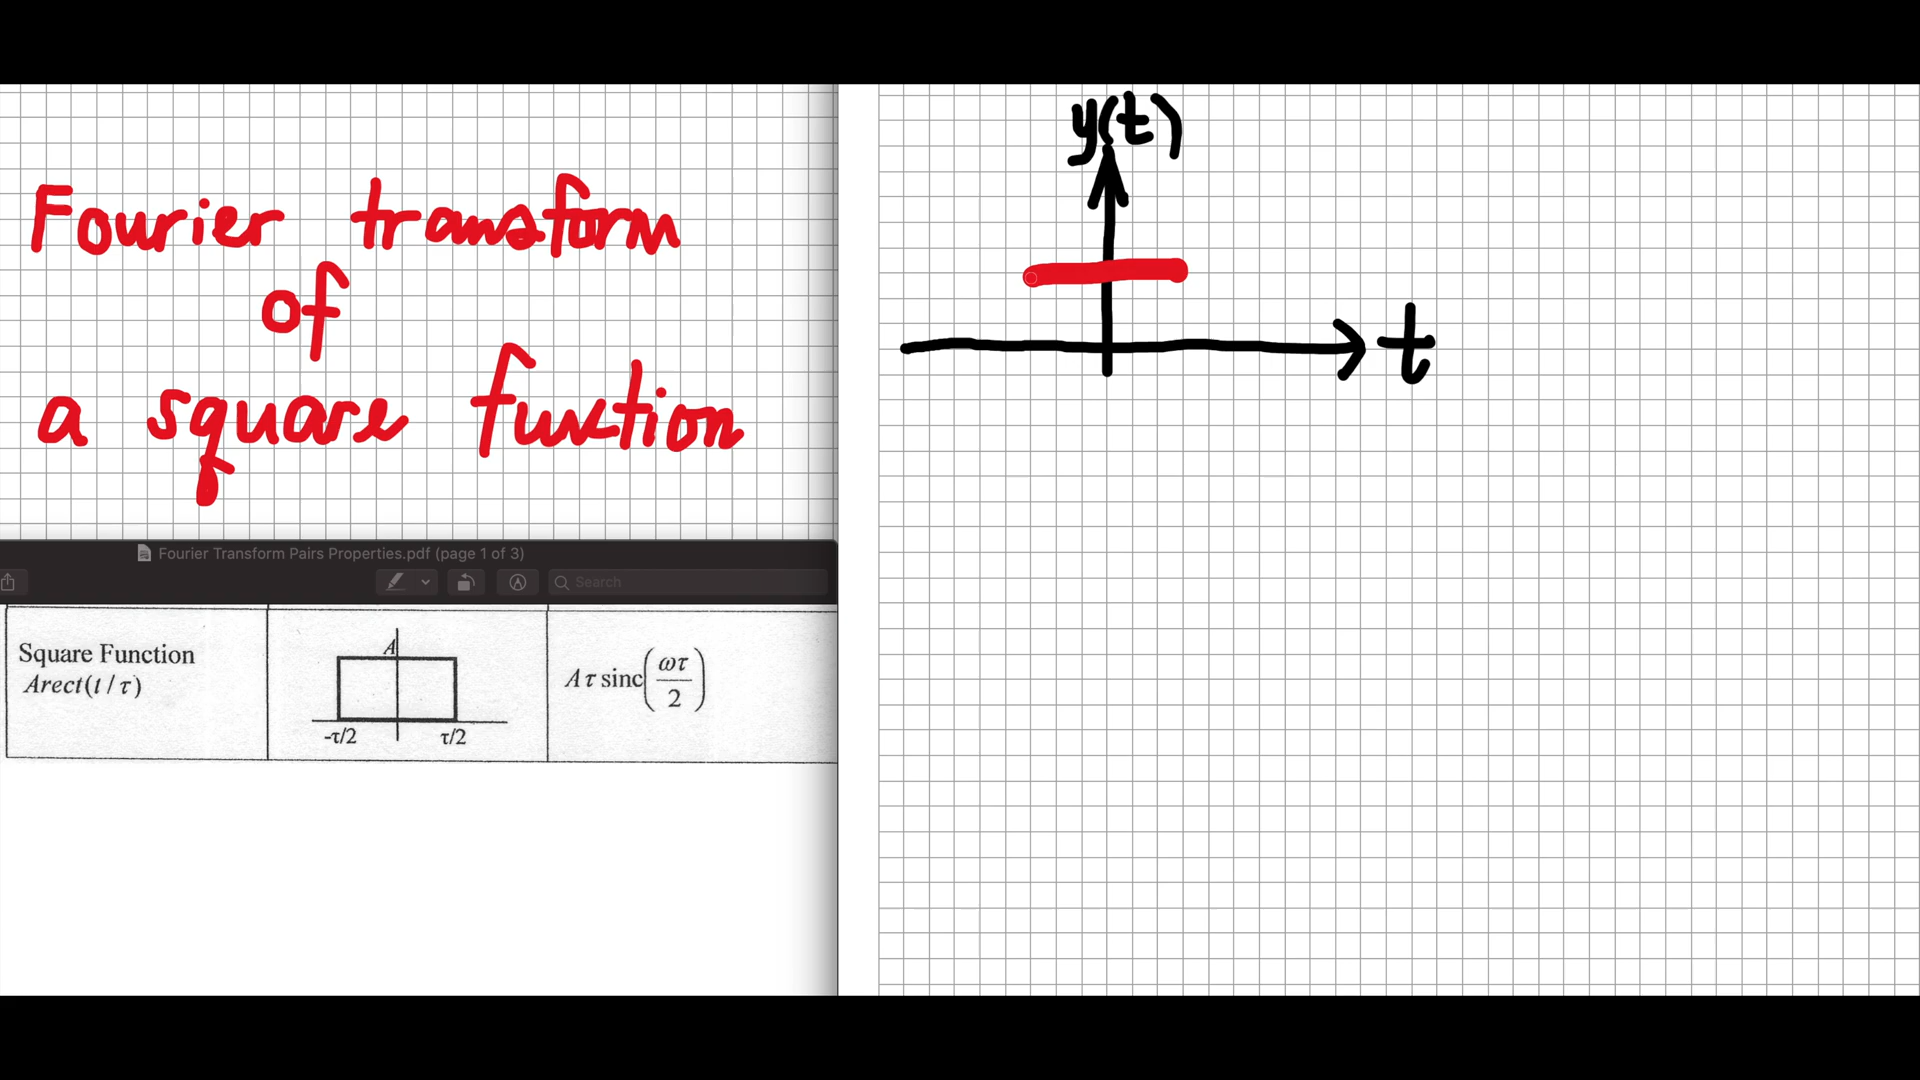 Fourier transform
of
a square function
Fourier Transform Pairs Properties.pdf (page 1 of 3)
Search
Square Function
Arect(t / τ)
A
-τ/2 τ/2
Aτ sinc(ωτ/2)
y(t)
t